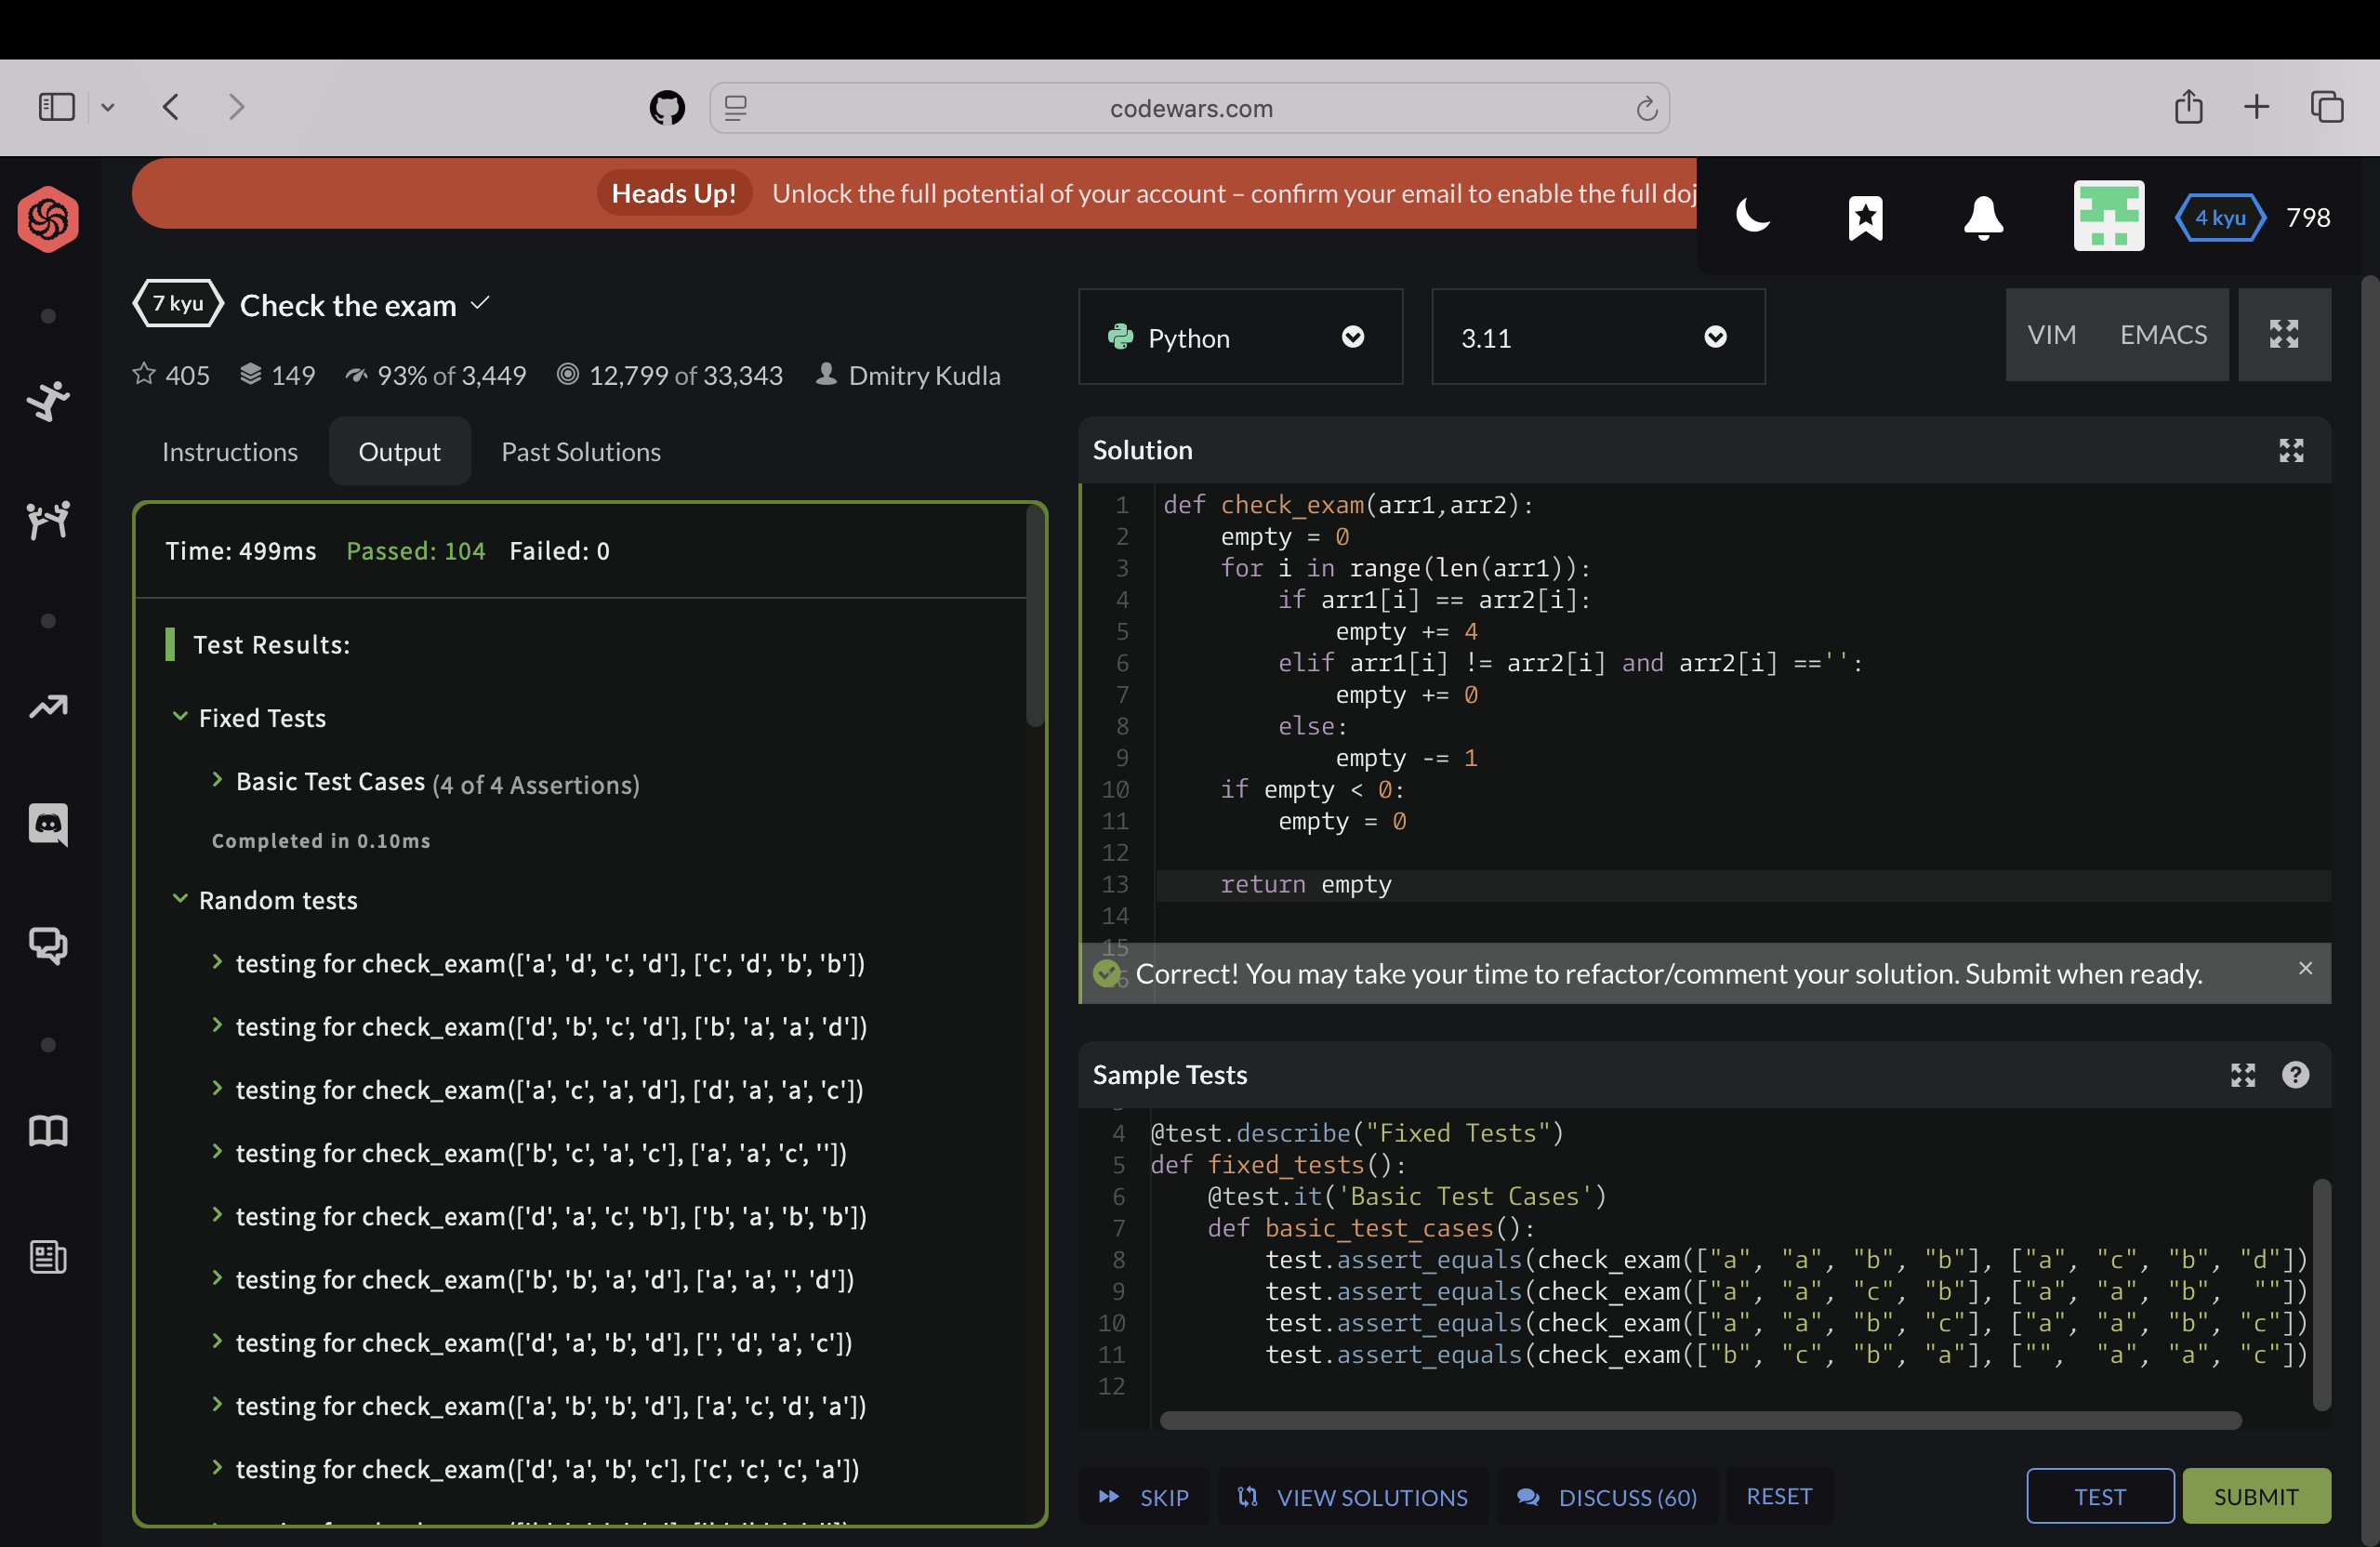 codewars.com
Heads Up! Unlock the full potential of your account – confirm your email to enable the full doj
4 kyu 798
7 kyu Check the exam
405 149 93% of 3,449 12,799 of 33,343 Dmitry Kudla
Python
3.11
VIM EMACS
Instructions Output Past Solutions
Time: 499ms Passed: 104 Failed: 0
Test Results:
Fixed Tests
Basic Test Cases (4 of 4 Assertions)
Completed in 0.10ms
Random tests
testing for check_exam(['a', 'd', 'c', 'd'], ['c', 'd', 'b', 'b'])
testing for check_exam(['d', 'b', 'c', 'd'], ['b', 'a', 'a', 'd'])
testing for check_exam(['a', 'c', 'a', 'd'], ['d', 'a', 'a', 'c'])
testing for check_exam(['b', 'c', 'a', 'c'], ['a', 'a', 'c', ''])
testing for check_exam(['d', 'a', 'c', 'b'], ['b', 'a', 'b', 'b'])
testing for check_exam(['b', 'b', 'a', 'd'], ['a', 'a', '', 'd'])
testing for check_exam(['d', 'a', 'b', 'd'], ['', 'd', 'a', 'c'])
testing for check_exam(['a', 'b', 'b', 'd'], ['a', 'c', 'd', 'a'])
testing for check_exam(['d', 'a', 'b', 'c'], ['c', 'c', 'c', 'a'])
Solution
1 def check_exam(arr1,arr2):
2     empty = 0
3     for i in range(len(arr1)):
4         if arr1[i] == arr2[i]:
5             empty += 4
6         elif arr1[i] != arr2[i] and arr2[i] =='':
7             empty += 0
8         else:
9             empty -= 1
10     if empty < 0:
11         empty = 0
12
13     return empty
14
15
Correct! You may take your time to refactor/comment your solution. Submit when ready.
Sample Tests
4 @test.describe("Fixed Tests")
5 def fixed_tests():
6     @test.it('Basic Test Cases')
7     def basic_test_cases():
8         test.assert_equals(check_exam(["a", "a", "b", "b"], ["a", "c", "b", "d"])
9         test.assert_equals(check_exam(["a", "a", "c", "b"], ["a", "a", "b",  ""])
10         test.assert_equals(check_exam(["a", "a", "b", "c"], ["a", "a", "b", "c"])
11         test.assert_equals(check_exam(["b", "c", "b", "a"], ["",  "a", "a", "c"])
12
SKIP VIEW SOLUTIONS DISCUSS (60) RESET TEST SUBMIT